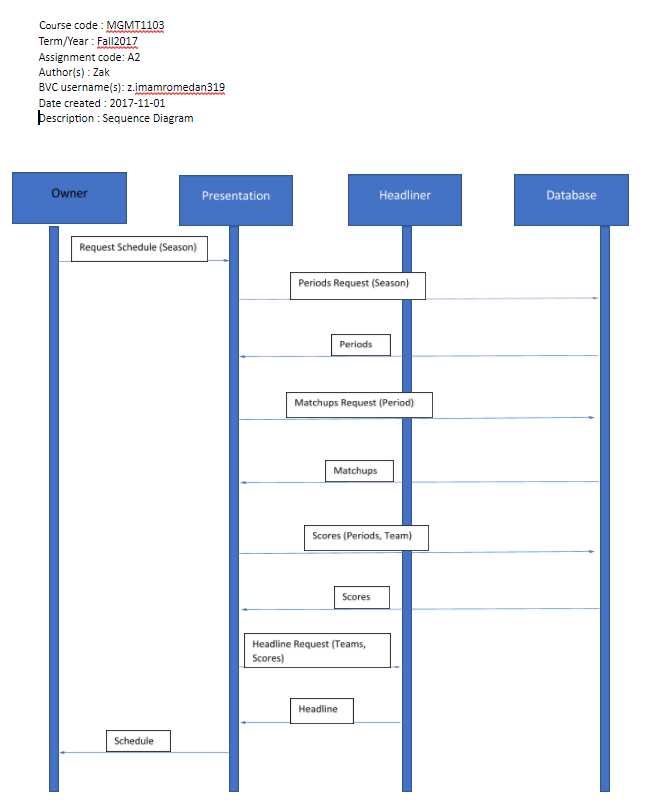 Course code : MGMT1103
Term/Year : Fall2017
Assignment code: A2
Author(s) : Zak
BVC username(s): z.imamromedan319
Date created : 2017-11-01
Description : Sequence Diagram
Owner
Presentation
Headliner
Database
Request Schedule (Season)
Periods Request (Season)
Periods
Matchups Request (Period)
Matchups
Scores (Periods, Team)
Scores
Headline Request (Teams,
Scores)
Headline
Schedule